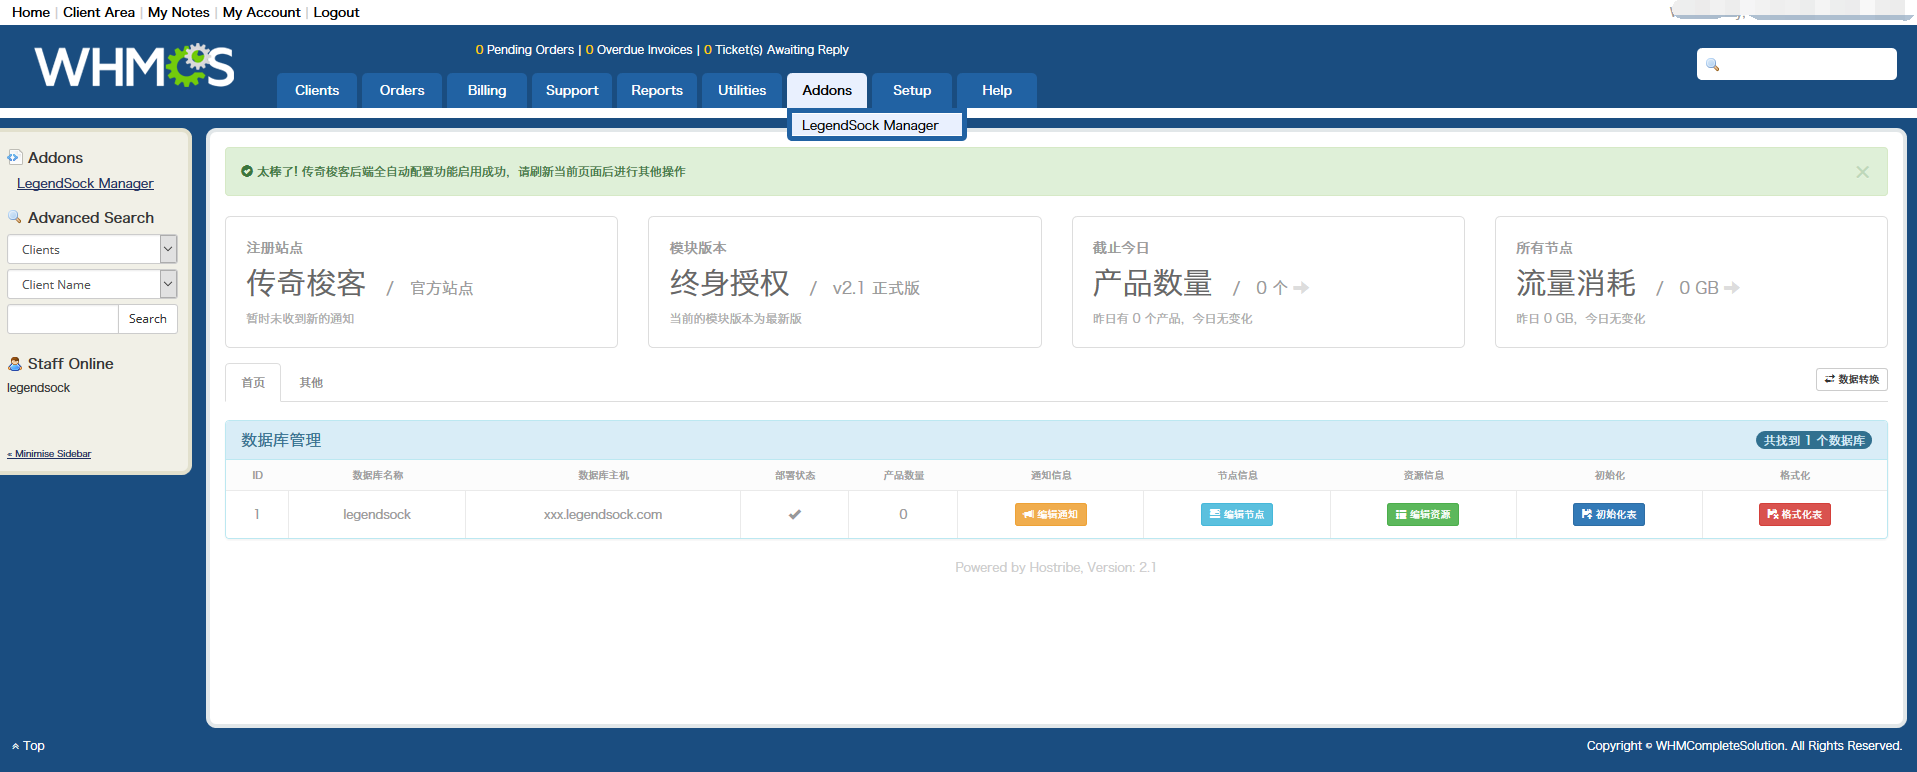 Home | Client Area | My Notes | My Account | Logout
WHMCS
0 Pending Orders | 0 Overdue Invoices | 0 Ticket(s) Awaiting Reply
Clients Orders Billing Support Reports Utilities Addons Setup Help
LegendSock Manager
Addons
LegendSock Manager
Advanced Search
Clients
Client Name
Search
Staff Online
legendsock
« Minimise Sidebar
太棒了! 传奇梭客后端全自动配置功能启用成功，请刷新当前页面后进行其他操作 ×
注册站点
传奇梭客 / 官方站点
暂时未收到新的通知
模块版本
终身授权 / v2.1 正式版
当前的模块版本为最新版
截止今日
产品数量 / 0 个
昨日有 0 个产品，今日无变化
所有节点
流量消耗 / 0 GB
昨日 0 GB，今日无变化
首页 其他 数据转换
数据库管理 共找到 1 个数据库
ID 数据库名称 数据库主机 部署状态 产品数量 通知信息 节点信息 资源信息 初始化 格式化
1 legendsock xxx.legendsock.com 0 编辑通知 编辑节点 编辑资源 初始化表 格式化表
Powered by Hostribe, Version: 2.1
Top
Copyright © WHMCompleteSolution. All Rights Reserved.